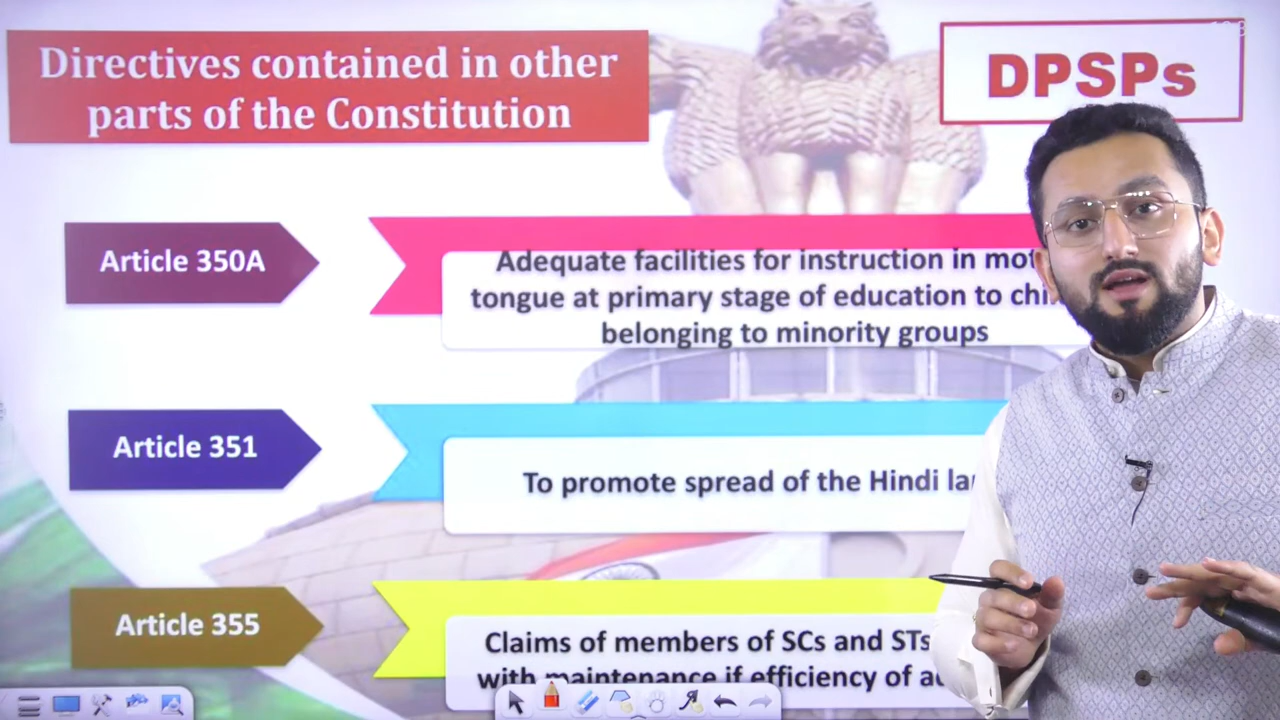 Directives contained in other
parts of the Constitution
DPSPs
Article 350A
Adequate facilities for instruction in
tongue at primary stage of education to
belonging to minority groups
Article 351
To promote spread of the Hindi
Article 355
Claims of members of SCs and STs
with maintenance if efficiency of